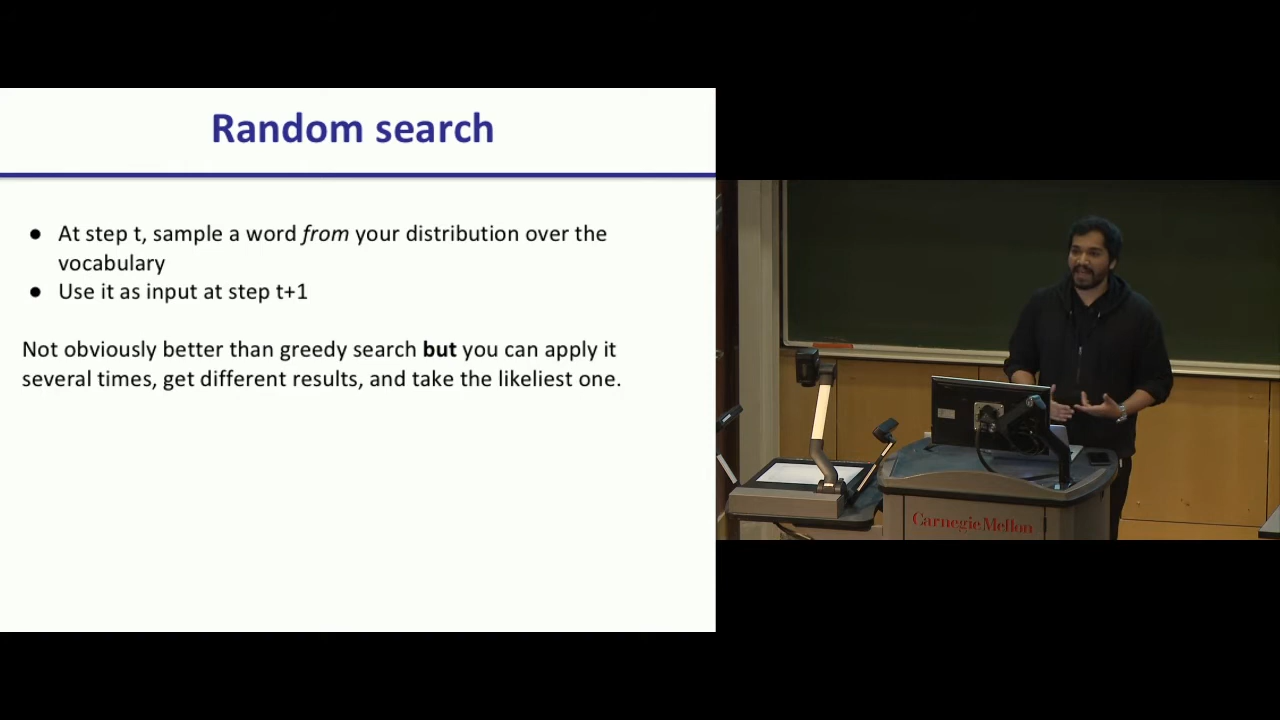 Random search
● At step t, sample a word from your distribution over the
vocabulary
● Use it as input at step t+1
Not obviously better than greedy search but you can apply it
several times, get different results, and take the likeliest one.
Carnegie Mellon